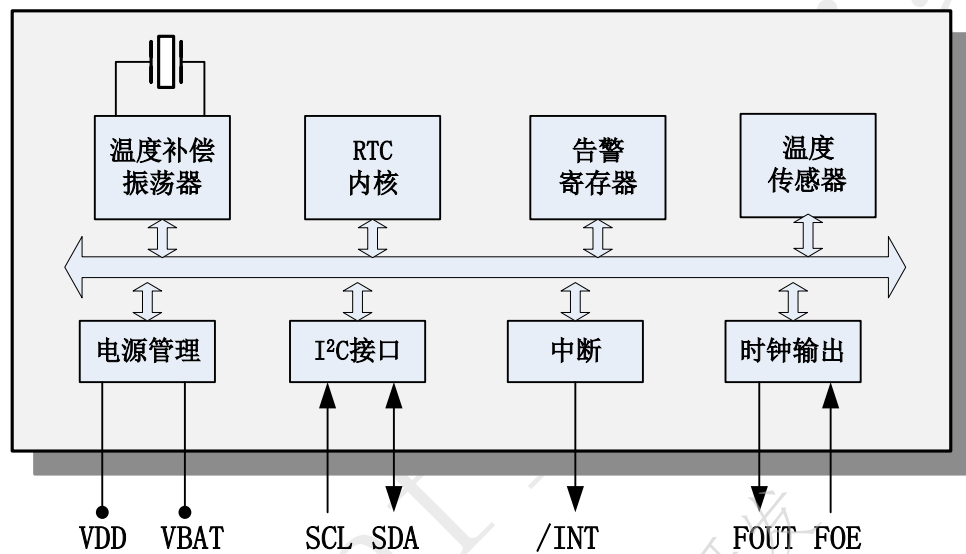 温度补偿
振荡器
RTC
内核
告警
寄存器
温度
传感器
电源管理
I²C接口
中断
时钟输出
VDD VBAT SCL SDA /INT FOUT FOE